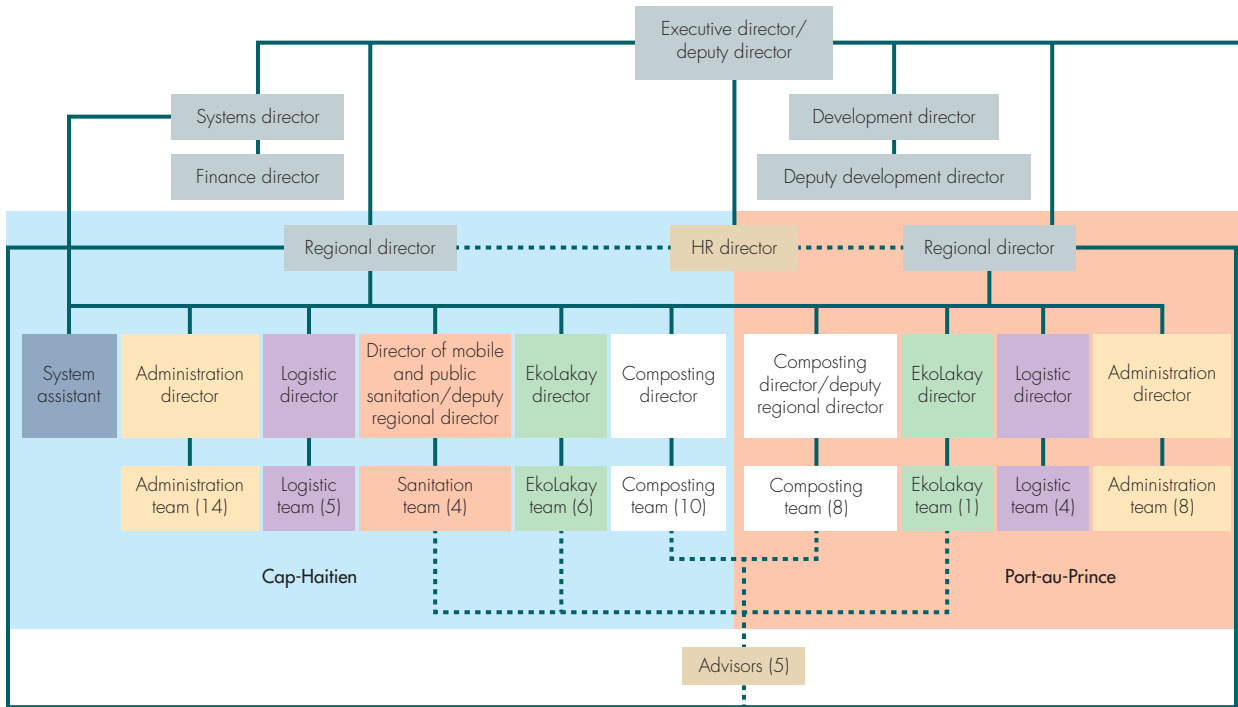 Executive director/
deputy director
Systems director
Development director
Finance director
Deputy development director
Regional director
HR director
Regional director
System
assistant
Administration
director
Logistic
director
Director of mobile
and public
sanitation/deputy
regional director
EkoLakay
director
Composting
director
Composting
director/deputy
regional director
EkoLakay
director
Logistic
director
Administration
director
Administration
team (14)
Logistic
team (5)
Sanitation
team (4)
EkoLakay
team (6)
Composting
team (10)
Composting
team (8)
EkoLakay
team (1)
Logistic
team (4)
Administration
team (8)
Cap-Haitien
Port-au-Prince
Advisors (5)